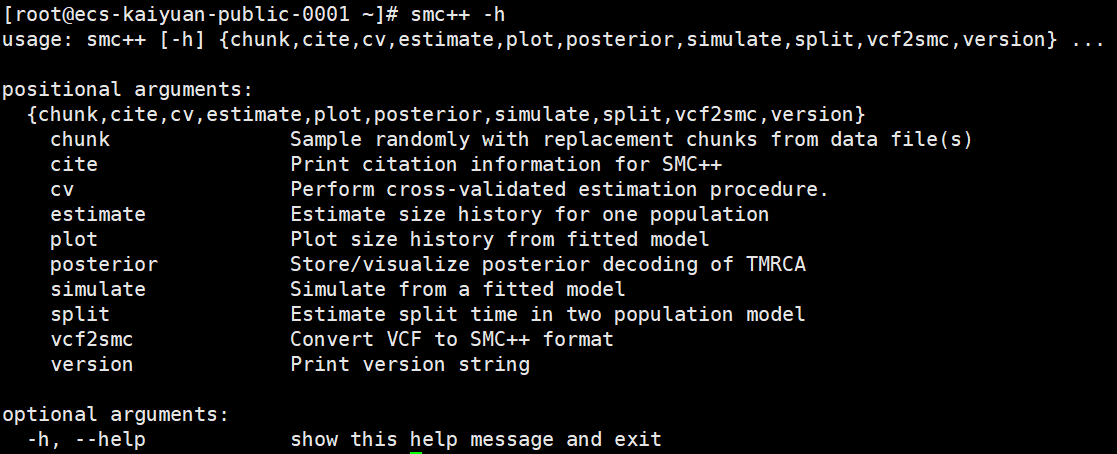 [root@ecs-kaiyuan-public-0001 ~]# smc++ -h
usage: smc++ [-h] {chunk,cite,cv,estimate,plot,posterior,simulate,split,vcf2smc,version} ...
positional arguments:
{chunk,cite,cv,estimate,plot,posterior,simulate,split,vcf2smc,version}
chunk Sample randomly with replacement chunks from data file(s)
cite Print citation information for SMC++
cv Perform cross-validated estimation procedure.
estimate Estimate size history for one population
plot Plot size history from fitted model
posterior Store/visualize posterior decoding of TMRCA
simulate Simulate from a fitted model
split Estimate split time in two population model
vcf2smc Convert VCF to SMC++ format
version Print version string
optional arguments:
-h, --help show this help message and exit